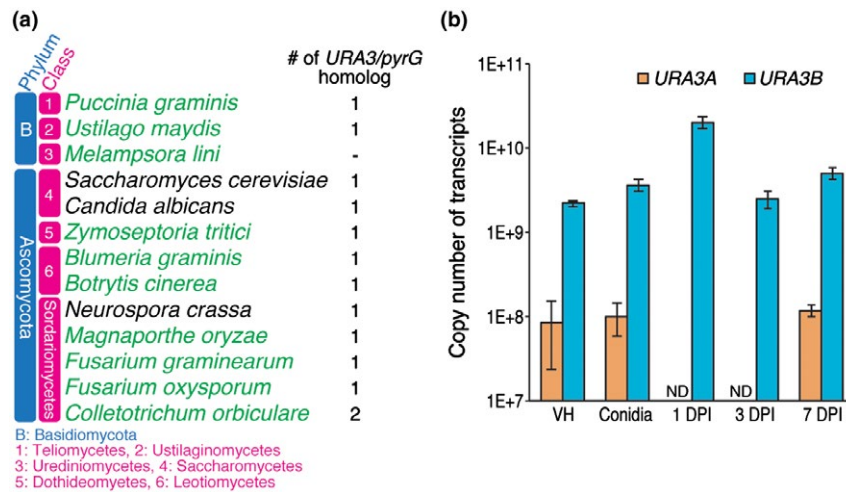 (a)
Phylum
Class
# of URA3/pyrG
homolog
B
1 Puccinia graminis 1
2 Ustilago maydis 1
3 Melampsora lini -
Ascomycota
4
Saccharomyces cerevisiae 1
Candida albicans 1
5 Zymoseptoria tritici 1
6
Blumeria graminis 1
Botrytis cinerea 1
Sordariomycetes
Neurospora crassa 1
Magnaporthe oryzae 1
Fusarium graminearum 1
Fusarium oxysporum 1
Colletotrichum orbiculare 2
B: Basidiomycota
1: Teliomycetes, 2: Ustilaginomycetes
3: Urediniomycetes, 4: Saccharomycetes
5: Dothideomyetes, 6: Leotiomycetes
(b)
Copy number of transcripts
1E+11
1E+10
1E+9
1E+8
1E+7
URA3A URA3B
ND ND
VH Conidia 1 DPI 3 DPI 7 DPI